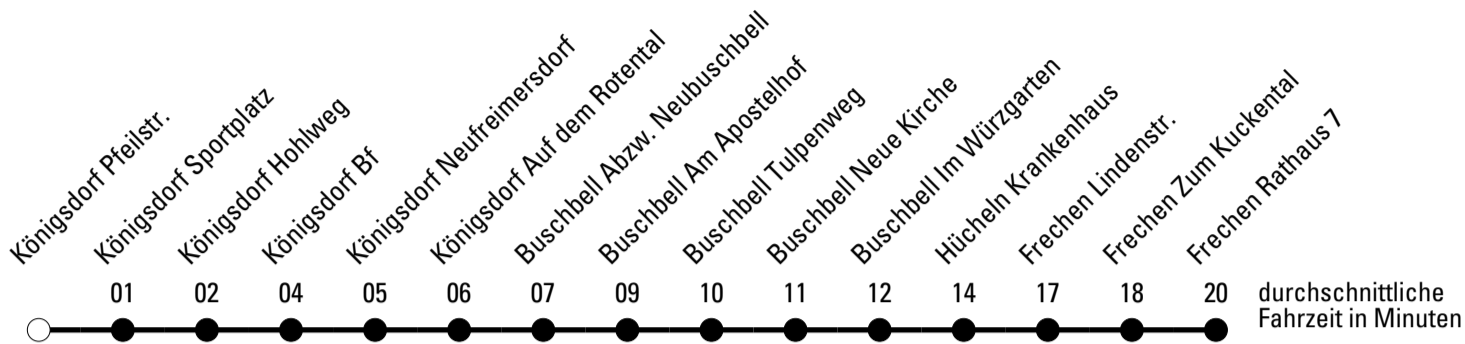 Königsdorf Pfeilstr.
Königsdorf Sportplatz
Königsdorf Hohlweg
Königsdorf Bf
Königsdorf Neufreimersdorf
Königsdorf Auf dem Rotental
Buschbell Abzw. Neubuschbell
Buschbell Am Apostelhof
Buschbell Tulpenweg
Buschbell Neue Kirche
Buschbell Im Würzgarten
Hücheln Krankenhaus
Frechen Lindenstr.
Frechen Zum Kuckental
Frechen Rathaus 7
01 02 04 05 06 07 09 10 11 12 14 17 18 20
durchschnittliche
Fahrzeit in Minuten